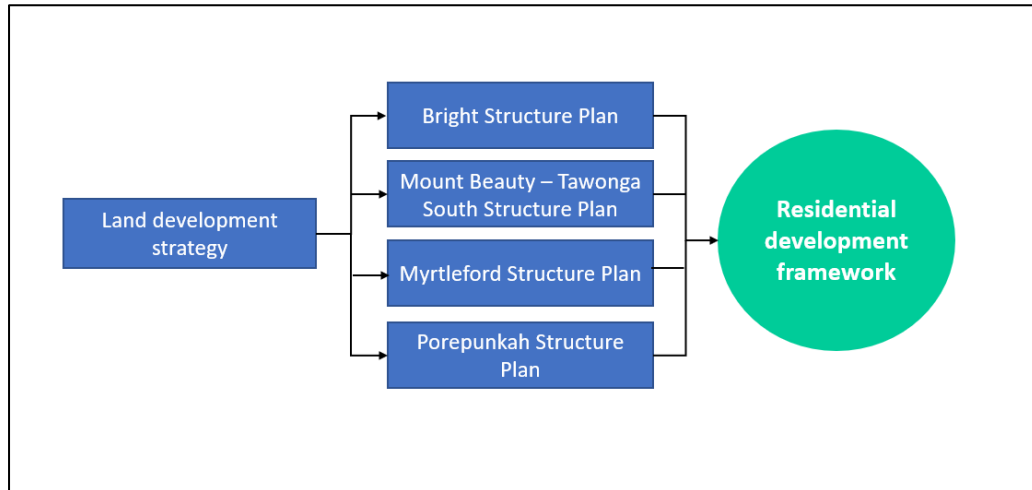 Land development
strategy
Bright Structure Plan
Mount Beauty – Tawonga
South Structure Plan
Myrtleford Structure Plan
Porepunkah Structure
Plan
Residential
development
framework